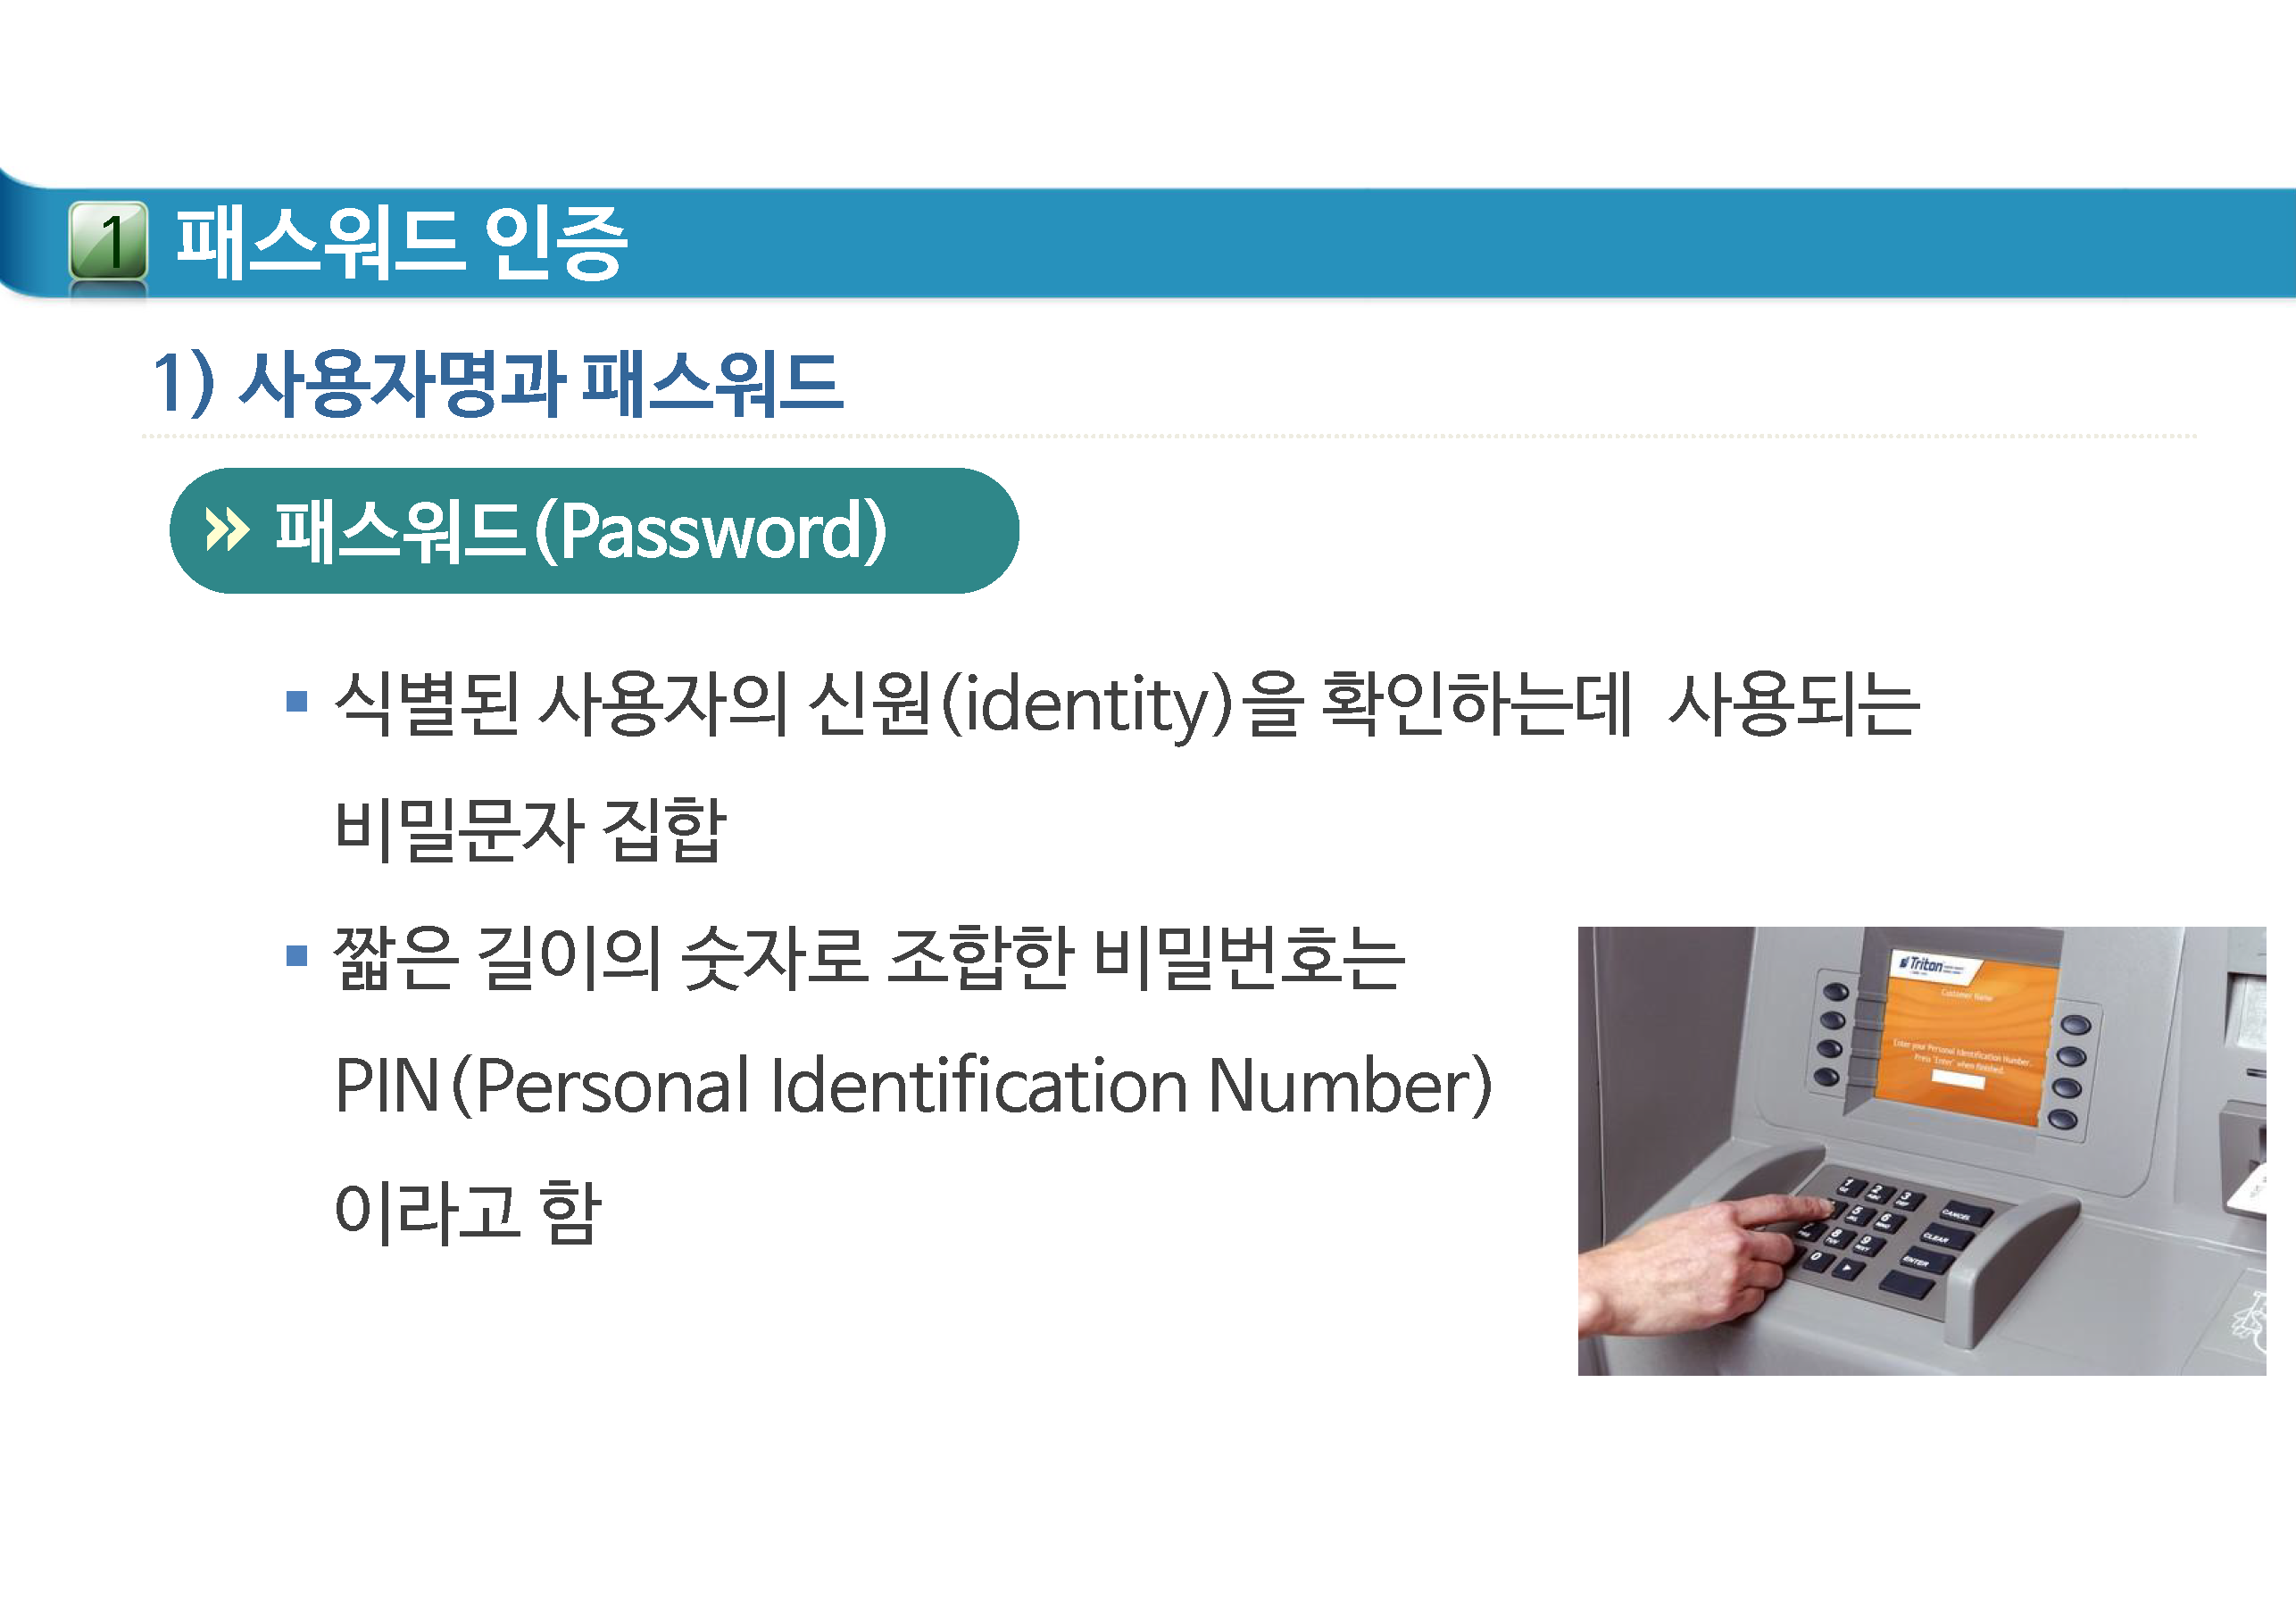 1 패스워드 인증
1) 사용자명과 패스워드
» 패스워드(Password)
▪ 식별된 사용자의 신원(identity)을 확인하는데 사용되는
비밀문자 집합
▪ 짧은 길이의 숫자로 조합한 비밀번호는
PIN(Personal Identification Number)
이라고 함
Triton
Customer Name
Enter your Personal Identification Number.
Press "Enter" when finished.
1 2 3
5 6 CANCEL
8 9 CLEAR
0 ENTER